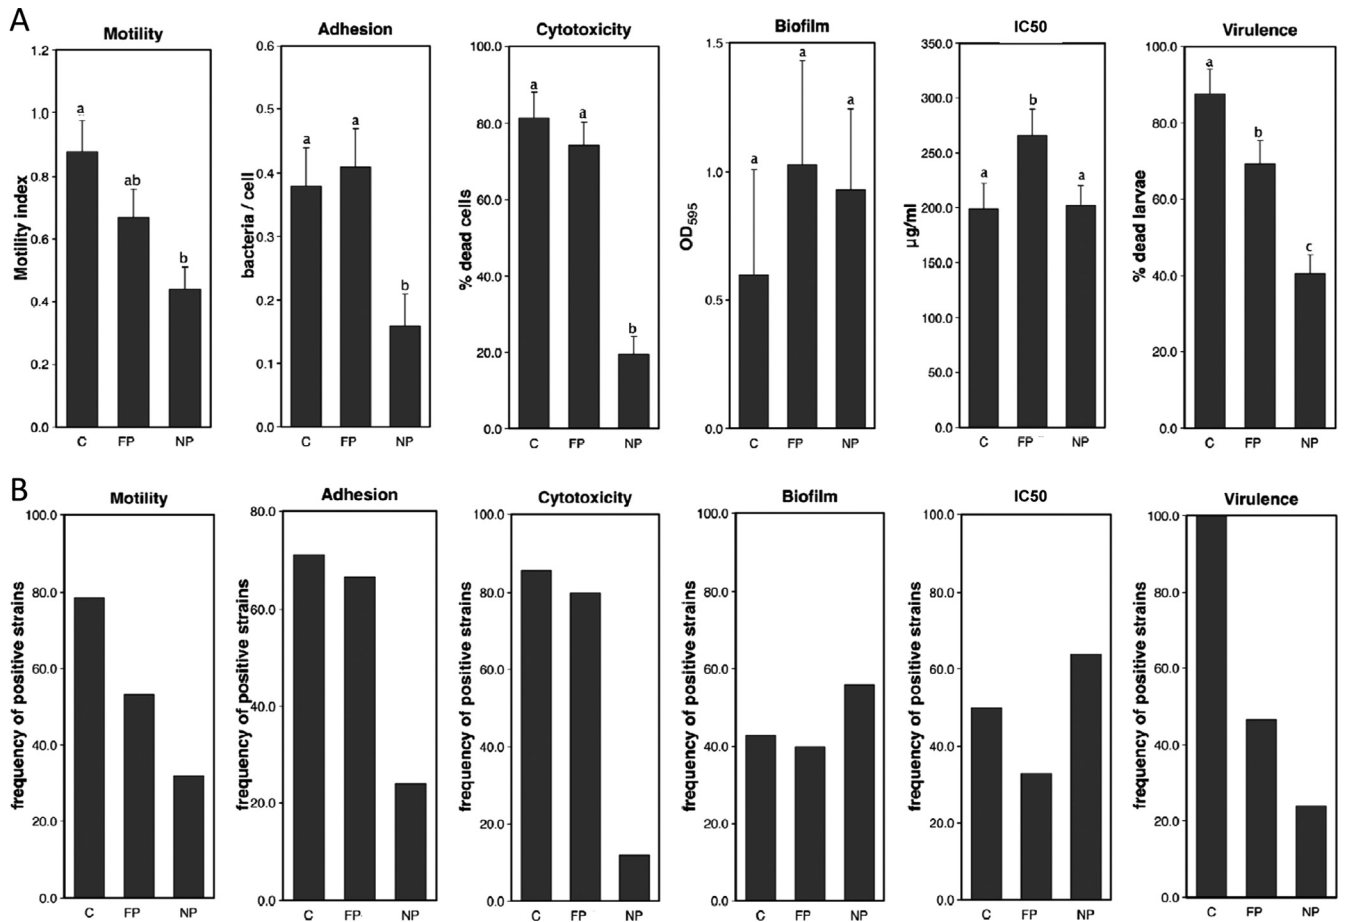 A
Motility
Motility index
1.2
1.0
0.8
0.6
0.4
0.2
0.0
a
ab
b
C FP NP
Adhesion
bacteria / cell
0.6
0.5
0.4
0.3
0.2
0.1
0.0
a
a
b
C FP NP
Cytotoxicity
% dead cells
100.0
80.0
60.0
40.0
20.0
0.0
a
a
b
C FP NP
Biofilm
OD595
1.5
1.0
0.5
0.0
a
a
a
C FP NP
IC50
µg/ml
350.0
300.0
250.0
200.0
150.0
100.0
50.0
0.0
a
b
a
C FP NP
Virulence
% dead larvae
100.0
80.0
60.0
40.0
20.0
0.0
a
b
c
C FP NP
B
Motility
frequency of positive strains
100.0
80.0
60.0
40.0
20.0
0.0
C FP NP
Adhesion
frequency of positive strains
80.0
60.0
40.0
20.0
0.0
C FP NP
Cytotoxicity
frequency of positive strains
100.0
80.0
60.0
40.0
20.0
0.0
C FP NP
Biofilm
frequency of positive strains
100.0
80.0
60.0
40.0
20.0
0.0
C FP NP
IC50
frequency of positive strains
100.0
80.0
60.0
40.0
20.0
0.0
C FP NP
Virulence
frequency of positive strains
100.0
80.0
60.0
40.0
20.0
0.0
C FP NP